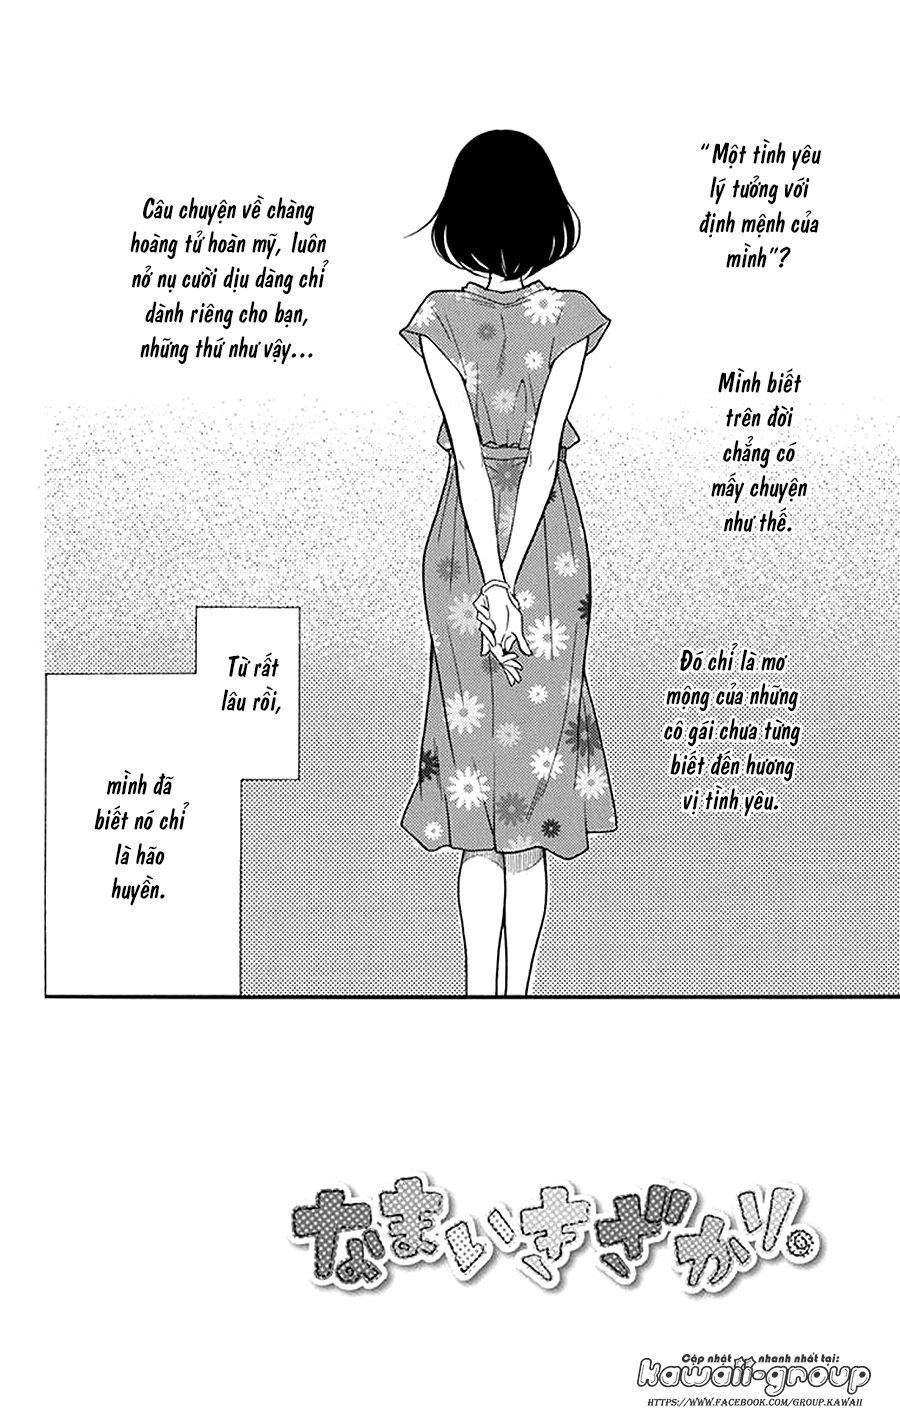 “Một tình yêu
lý tưởng với
định mệnh của
mình”?
Câu chuyện về chàng
hoàng tử hoàn mỹ, luôn
nở nụ cười dịu dàng chỉ
dành riêng cho bạn,
những thứ như vậy...
Mình biết
trên đời
chẳng có
mấy chuyện
như thế.
Đó chỉ là mơ
mộng của những
cô gái chưa từng
biết đến hương
vị tình yêu.
Từ rất
lâu rồi,
mình đã
biết nó chỉ
là hão
huyền.
なまいきざかり。
Cập nhật nhanh nhất tại:
kawaii-group
HTTPS://WWW.FACEBOOK.COM/GROUP.KAWAII